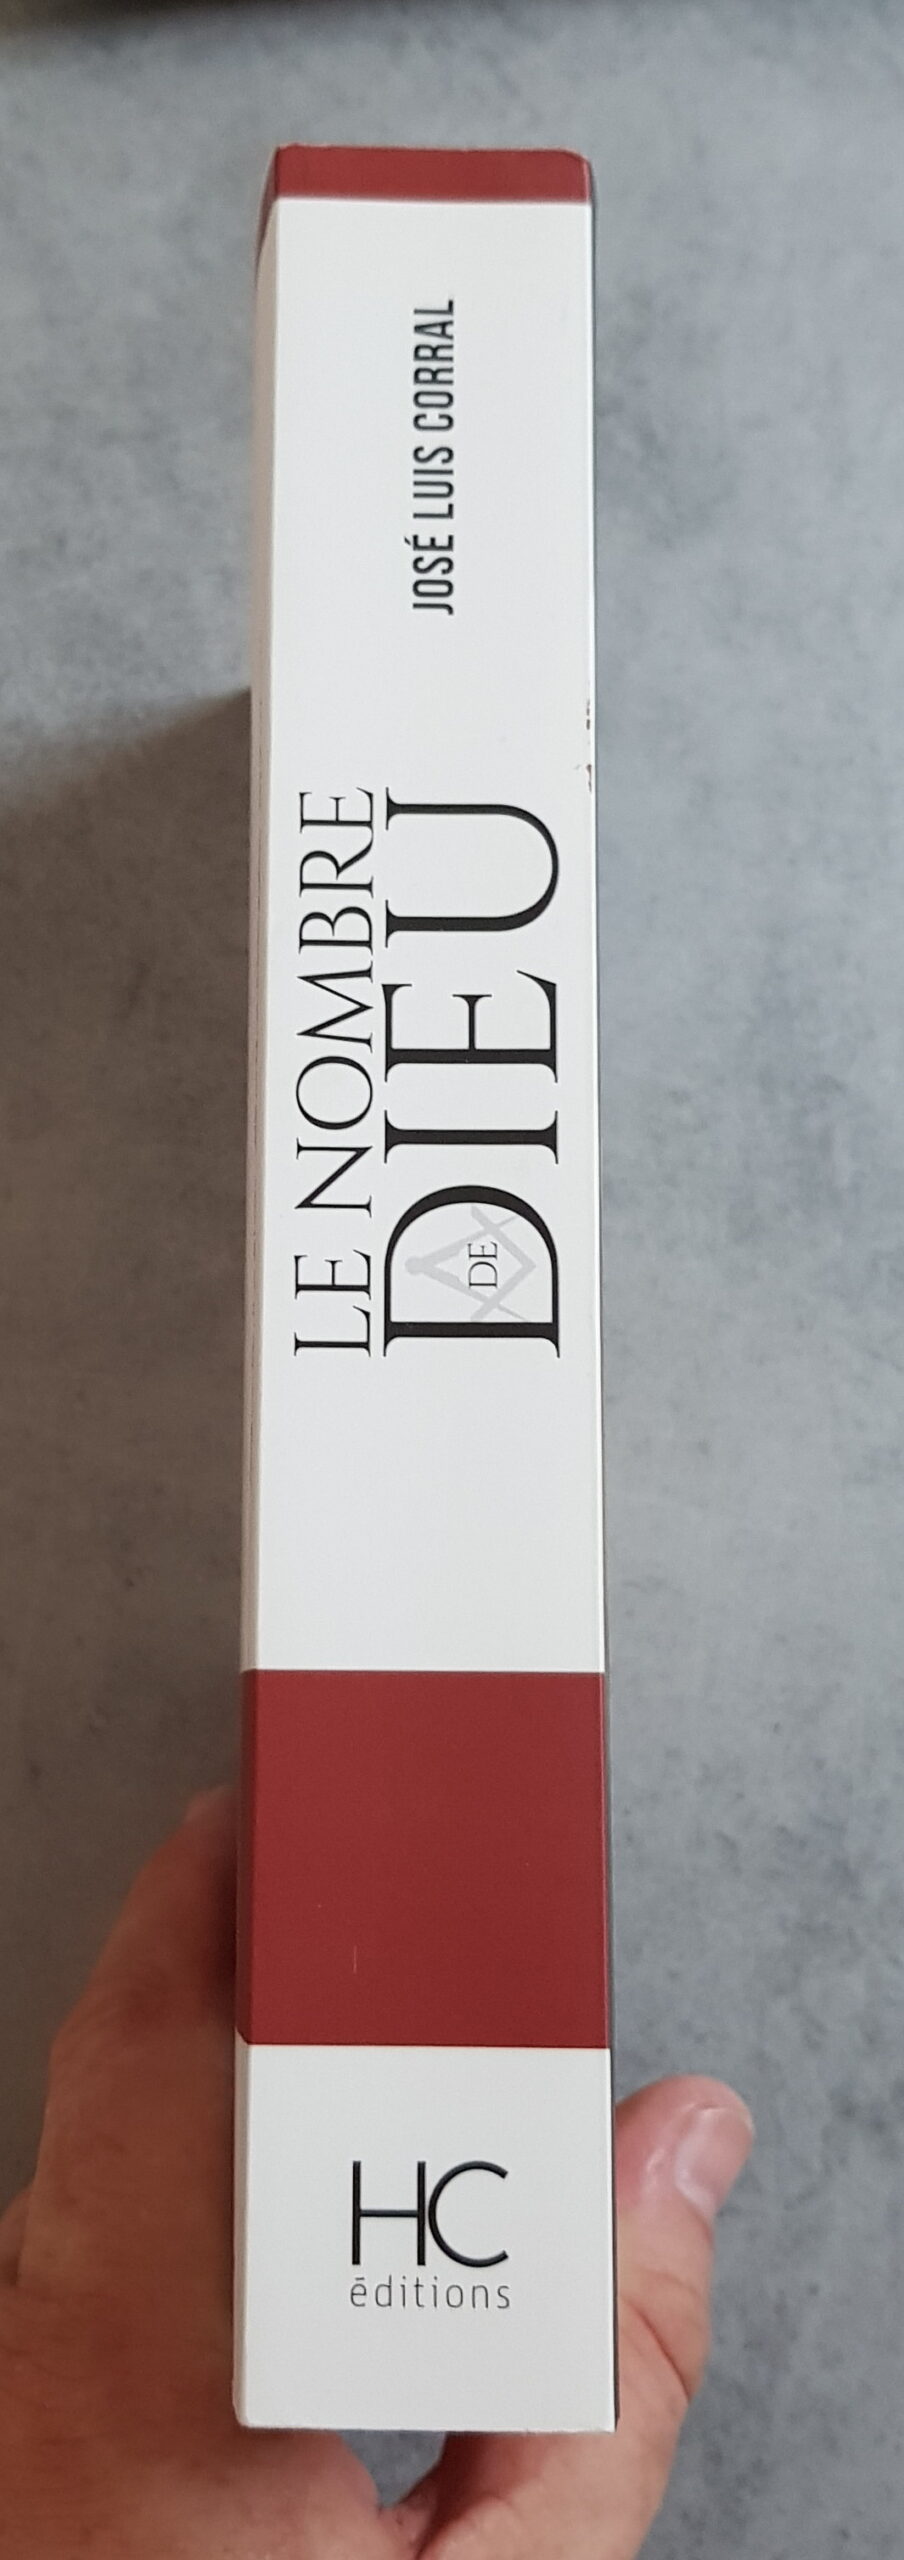 JOSÉ LUIS CORRAL
LE NOMBRE
DE
DIEU
HC
éditions